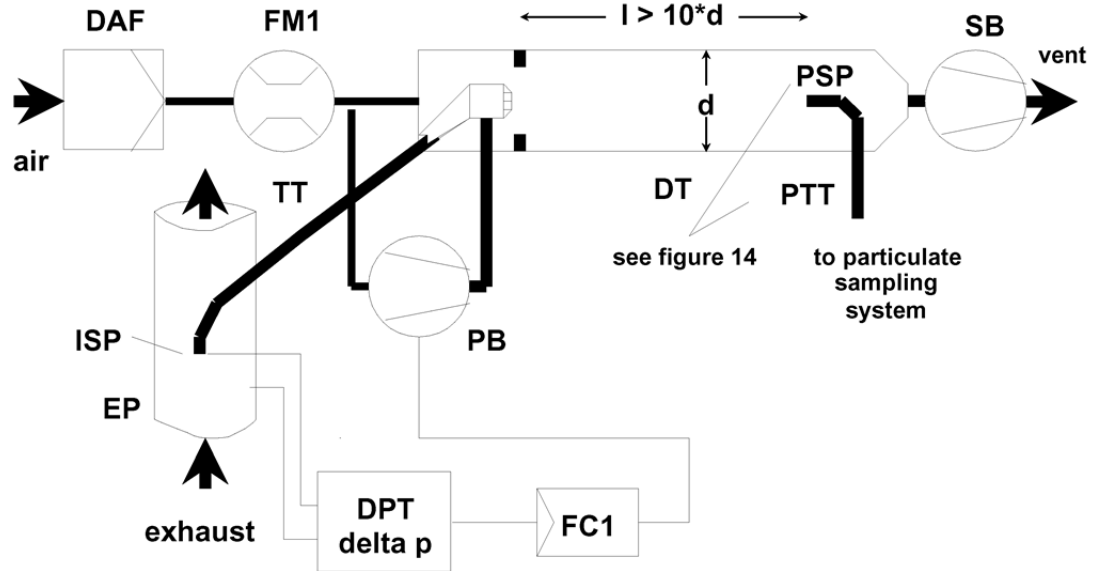 DAF
FM1
l > 10*d
SB
vent
PSP
d
air
TT
DT
PTT
see figure 14
to particulate
sampling
system
ISP
PB
EP
exhaust
DPT
delta p
FC1